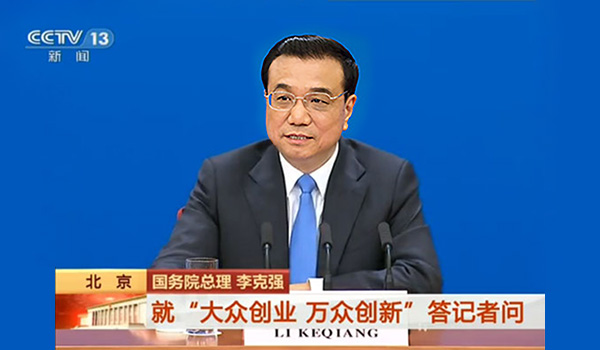 CCTV 13
新闻
北京
国务院总理 李克强
就“大众创业 万众创新”答记者问
LI KEQIANG